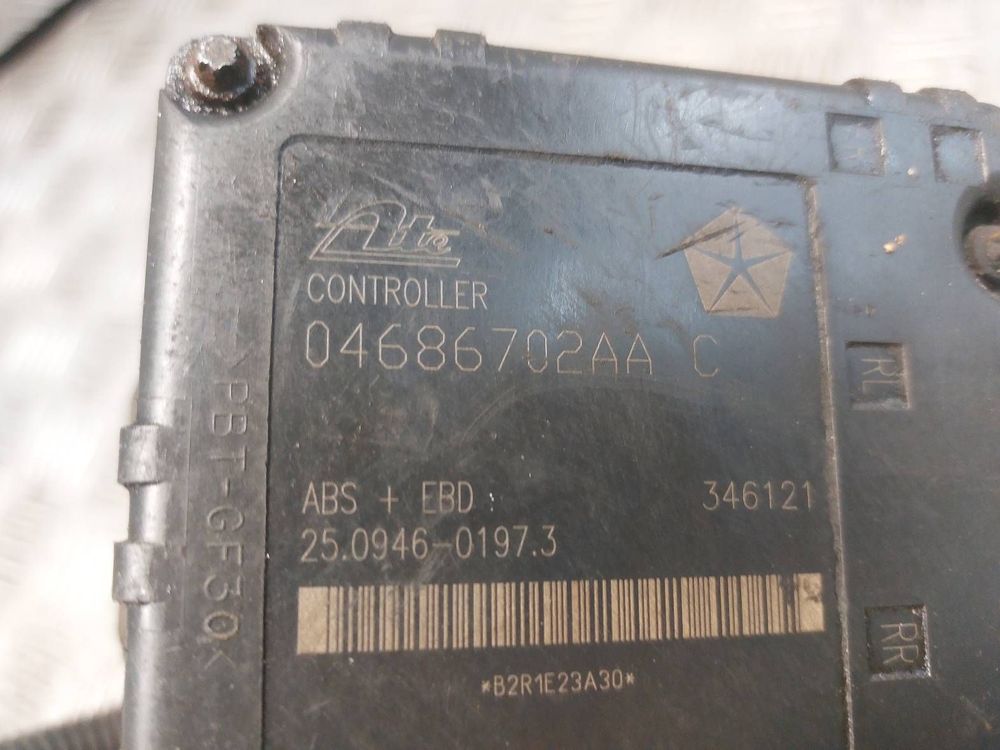 Ate
CONTROLLER
04686702AA C
ABS + EBD :
346121
25.0946-0197.3
*B2R1E23A30*
>PBT-GF30<
RL
RR